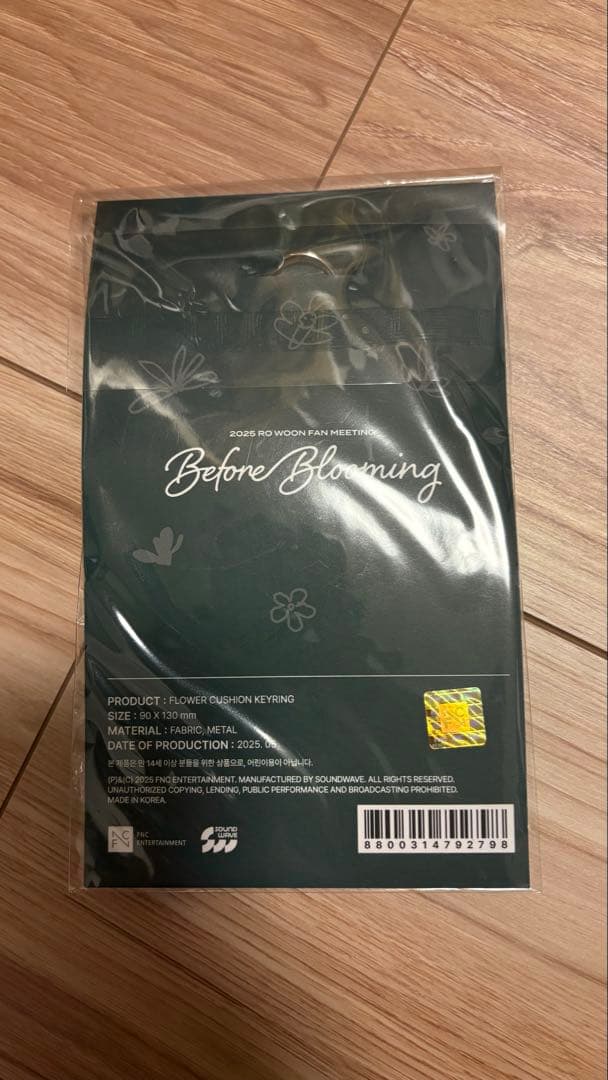 2025 RO WOON FAN MEETING
Before Blooming
PRODUCT : FLOWER CUSHION KEYRING
SIZE : 90 X 130 mm
MATERIAL : FABRIC, METAL
DATE OF PRODUCTION : 2025. 05
본 제품은 만 14세 이상 분들을 위한 상품으로, 어린이용이 아닙니다.
(P)&(C) 2025 FNC ENTERTAINMENT. MANUFACTURED BY SOUNDWAVE. ALL RIGHTS RESERVED.
UNAUTHORIZED COPYING, LENDING, PUBLIC PERFORMANCE AND BROADCASTING PROHIBITED.
MADE IN KOREA.
FNC
ENTERTAINMENT
SOUND
WAVE
8800314792798